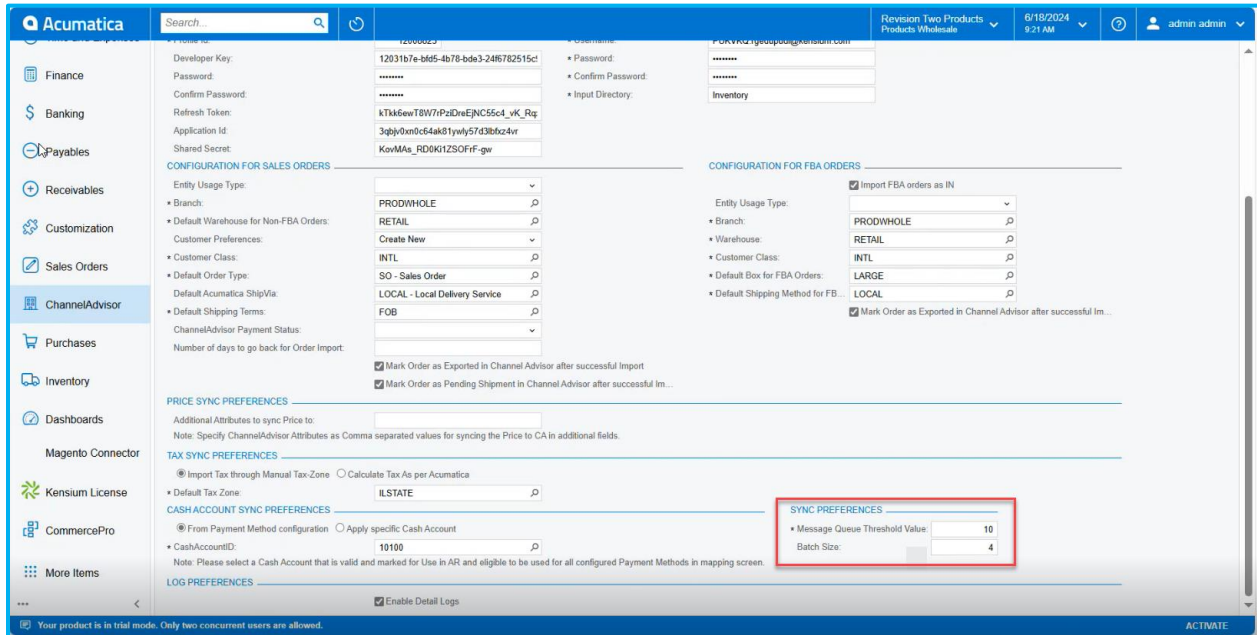 Acumatica
Search...
Revision Two Products
Products Wholesale
6/18/2024
9:21 AM
admin admin
Finance
Banking
Payables
Receivables
Customization
Sales Orders
ChannelAdvisor
Purchases
Inventory
Dashboards
Magento Connector
Kensium License
CommercePro
More Items
Developer Key: 12031b7e-bfd5-4b78-bde3-24f6782515c
* Password: ••••••••
Password: ••••••••
* Confirm Password: ••••••••
Confirm Password: ••••••••
* Input Directory: Inventory
Refresh Token: kTkk6ewT8W7rPziDreEjNC55c4_vK_Rq
Application Id: 3qbjv0xn0c64ak81ywly57d3lbfxz4vr
Shared Secret: KovMAs_RD0Ki1ZSOFrF-gw
CONFIGURATION FOR SALES ORDERS
Entity Usage Type:
* Branch: PRODWHOLE
* Default Warehouse for Non-FBA Orders: RETAIL
Customer Preferences: Create New
* Customer Class: INTL
* Default Order Type: SO - Sales Order
Default Acumatica ShipVia: LOCAL - Local Delivery Service
* Default Shipping Terms: FOB
ChannelAdvisor Payment Status:
Number of days to go back for Order Import:
Mark Order as Exported in Channel Advisor after successful Import
Mark Order as Pending Shipment in Channel Advisor after successful Im...
CONFIGURATION FOR FBA ORDERS
Import FBA orders as IN
Entity Usage Type:
* Branch: PRODWHOLE
* Warehouse: RETAIL
* Customer Class: INTL
* Default Box for FBA Orders: LARGE
* Default Shipping Method for FB... LOCAL
Mark Order as Exported in Channel Advisor after successful Im...
PRICE SYNC PREFERENCES
Additional Attributes to sync Price to:
Note: Specify ChannelAdvisor Attributes as Comma separated values for syncing the Price to CA in additional fields.
TAX SYNC PREFERENCES
Import Tax through Manual Tax-Zone Calculate Tax As per Acumatica
* Default Tax Zone: ILSTATE
CASH ACCOUNT SYNC PREFERENCES
From Payment Method configuration Apply specific Cash Account
* CashAccountID: 10100
Note: Please select a Cash Account that is valid and marked for Use in AR and eligible to be used for all configured Payment Methods in mapping screen.
SYNC PREFERENCES
* Message Queue Threshold Value: 10
Batch Size: 4
LOG PREFERENCES
Enable Detail Logs
Your product is in trial mode. Only two concurrent users are allowed.
ACTIVATE